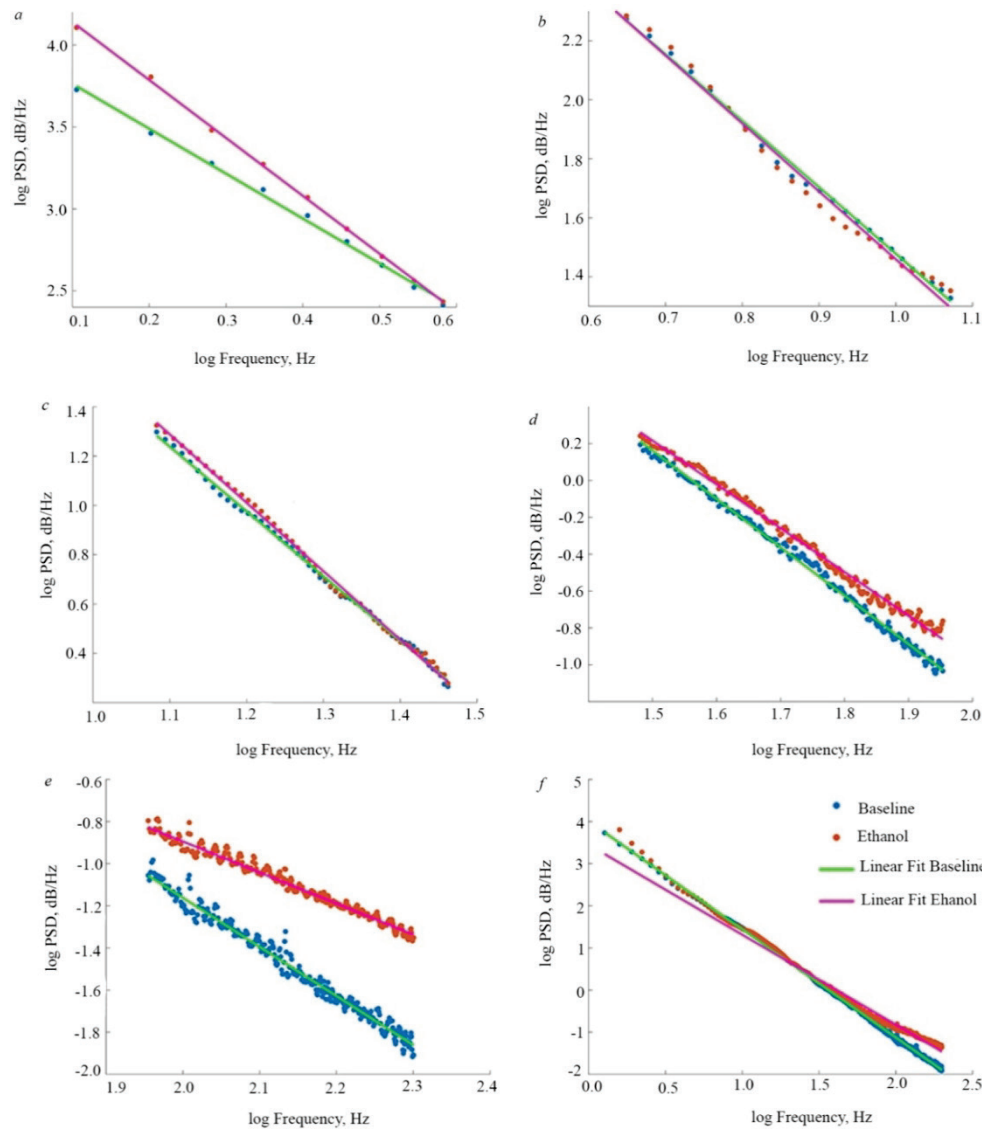 a
4.0
3.5
3.0
2.5
log PSD, dB/Hz
0.1 0.2 0.3 0.4 0.5 0.6
log Frequency, Hz
b
2.2
2.0
1.8
1.6
1.4
log PSD, dB/Hz
0.6 0.7 0.8 0.9 1.0 1.1
log Frequency, Hz
c
1.4
1.2
1.0
0.8
0.6
0.4
log PSD, dB/Hz
1.0 1.1 1.2 1.3 1.4 1.5
log Frequency, Hz
d
0.2
0.0
-0.2
-0.4
-0.6
-0.8
-1.0
log PSD, dB/Hz
1.5 1.6 1.7 1.8 1.9 2.0
log Frequency, Hz
e
-0.6
-0.8
-1.0
-1.2
-1.4
-1.6
-1.8
-2.0
log PSD, dB/Hz
1.9 2.0 2.1 2.2 2.3 2.4
log Frequency, Hz
f
5
4
3
2
1
0
-1
-2
log PSD, dB/Hz
0.0 0.5 1.0 1.5 2.0 2.5
log Frequency, Hz
Baseline
Ethanol
Linear Fit Baseline
Linear Fit Ehanol